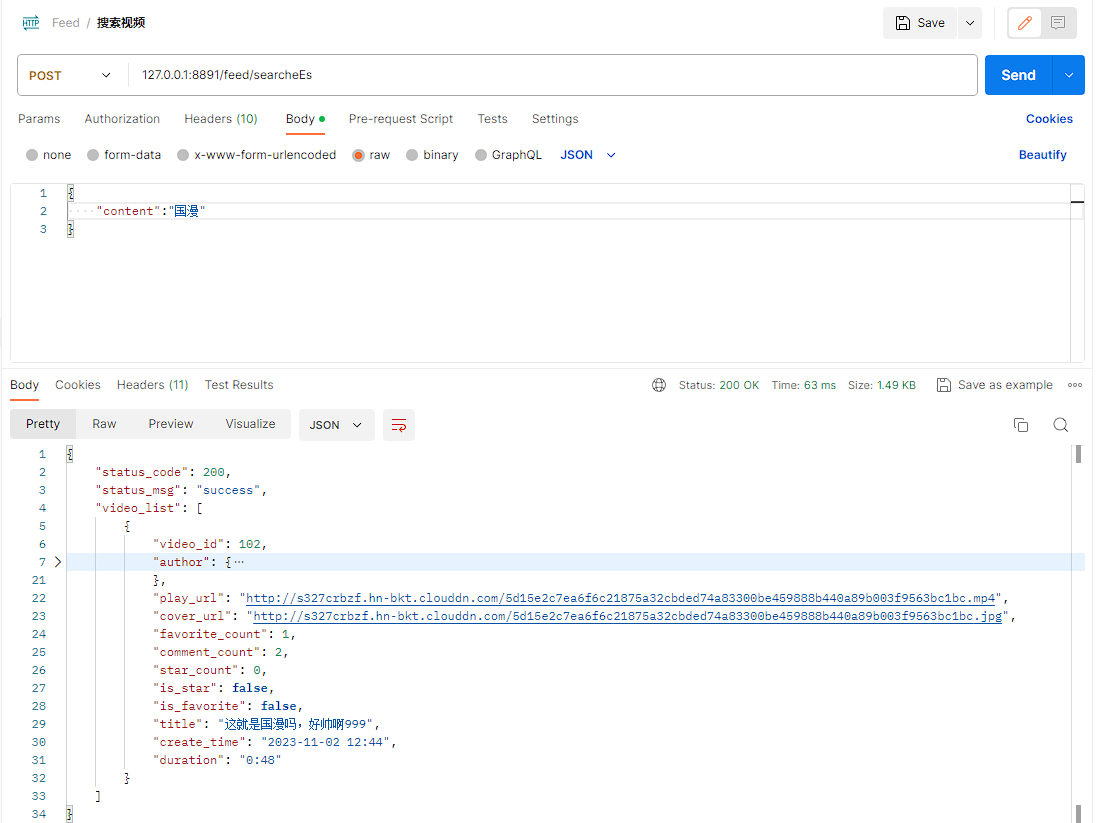 HTTP Feed / 搜索视频 Save
POST 127.0.0.1:8891/feed/searcheEs Send
Params Authorization Headers (10) Body Pre-request Script Tests Settings Cookies
none form-data x-www-form-urlencoded raw binary GraphQL JSON Beautify
1 {
2 "content":"国漫"
3 }
Body Cookies Headers (11) Test Results Status: 200 OK Time: 63 ms Size: 1.49 KB Save as example
Pretty Raw Preview Visualize JSON
1 {
2 "status_code": 200,
3 "status_msg": "success",
4 "video_list": [
5 {
6 "video_id": 102,
7 "author": {…
21 },
22 "play_url": "http://s327crbzf.hn-bkt.clouddn.com/5d15e2c7ea6f6c21875a32cbded74a83300be459888b440a89b003f9563bc1bc.mp4",
23 "cover_url": "http://s327crbzf.hn-bkt.clouddn.com/5d15e2c7ea6f6c21875a32cbded74a83300be459888b440a89b003f9563bc1bc.jpg",
24 "favorite_count": 1,
25 "comment_count": 2,
26 "star_count": 0,
27 "is_star": false,
28 "is_favorite": false,
29 "title": "这就是国漫吗，好帅啊999",
30 "create_time": "2023-11-02 12:44",
31 "duration": "0:48"
32 }
33 ]
34 }